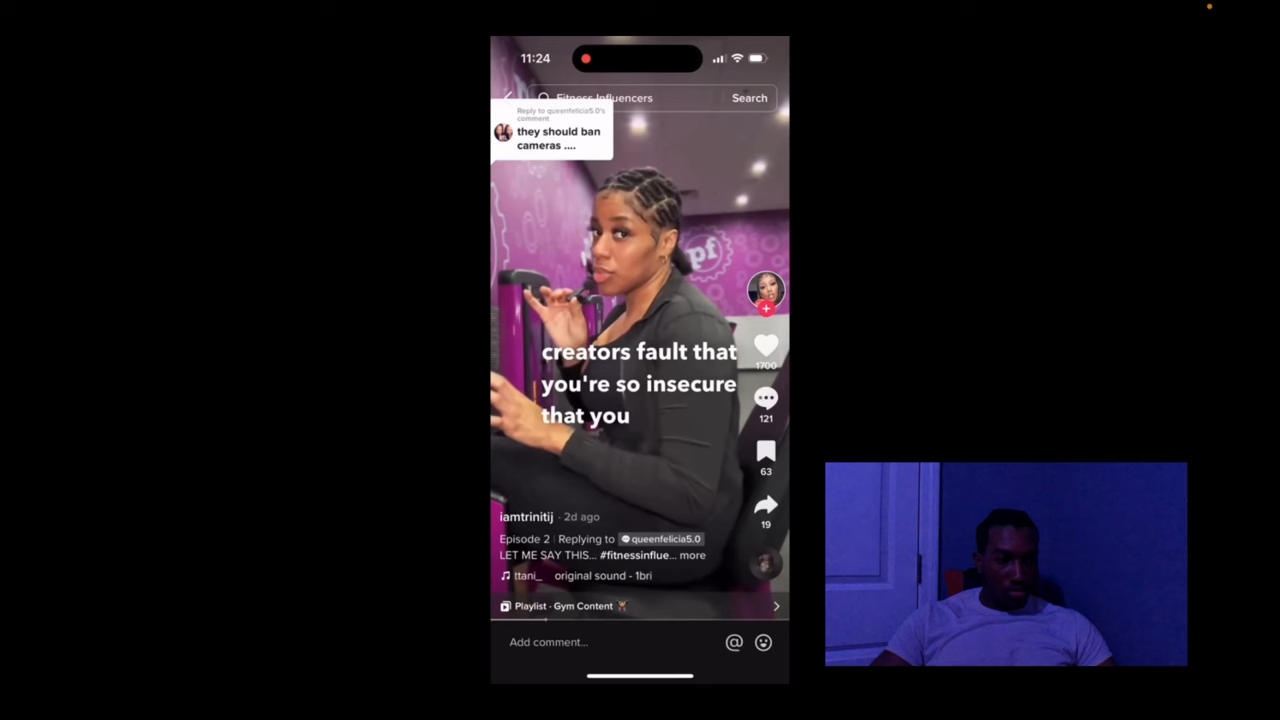 11:24
Fitness Influencers
Search
Reply to queenfelicia5.0's
comment
they should ban
cameras ....
pf
creators fault that
you're so insecure
that you
1700
121
63
19
iamtrinitij · 2d ago
Episode 2 | Replying to queenfelicia5.0
LET ME SAY THIS... #fitnessinflue... more
ttani_ original sound - 1bri
Playlist · Gym Content
Add comment...